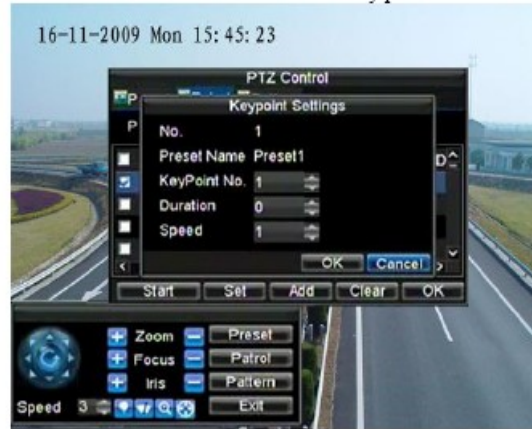 16-11-2009 Mon 15:45:23
PTZ Control
Keypoint Settings
No. 1
Preset Name Preset1
KeyPoint No. 1
Duration 0
Speed 1
OK Cancel
Start Set Add Clear OK
Zoom Preset
Focus Patrol
Iris Pattern
Speed 3 Exit